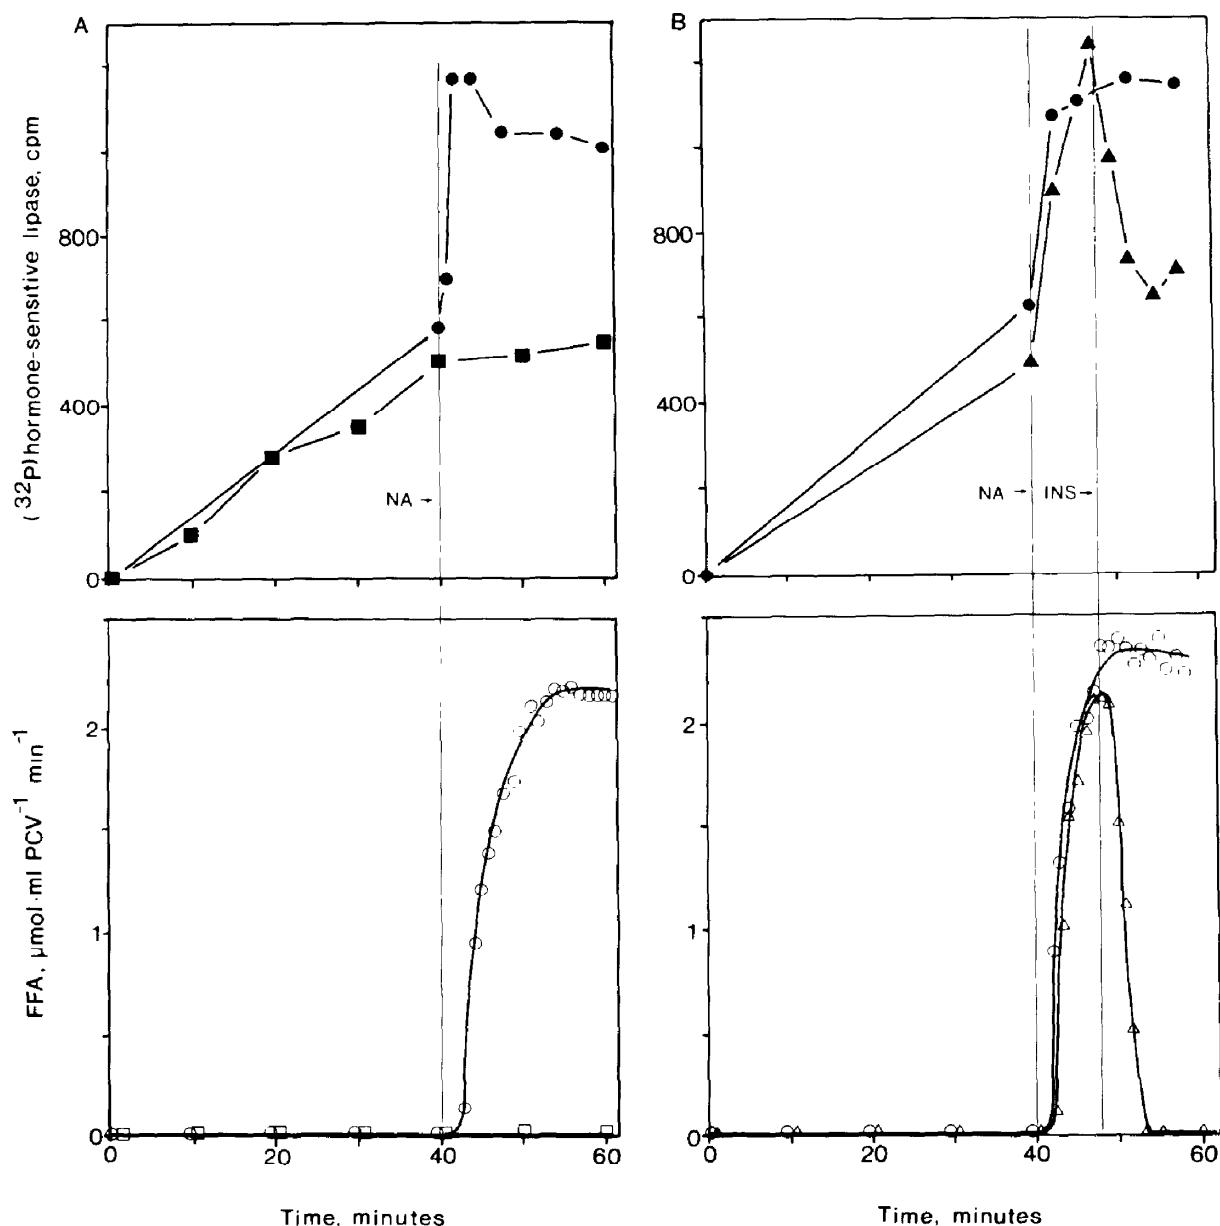 A
B
(³²P)hormone-sensitive lipase, cpm
800
400
0
NA →
800
400
0
NA → INS →
FFA, μmol·ml PCV⁻¹ min⁻¹
2
1
0
0 20 40 60
Time, minutes
2
1
0
0 20 40 60
Time, minutes